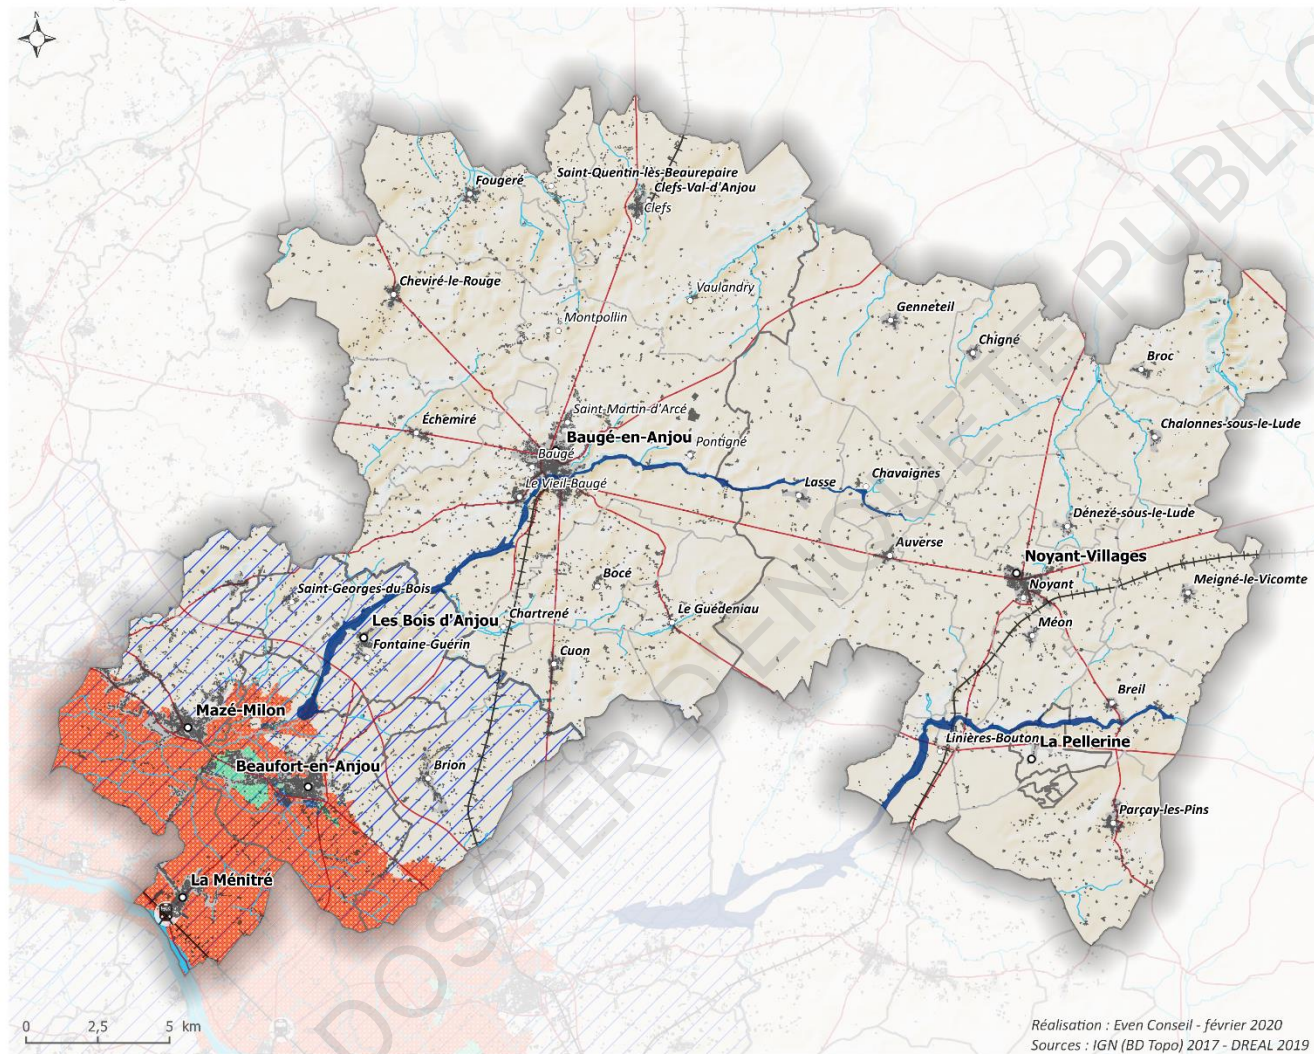 N
Saint-Quentin-lès-Beaurepaire
Fougeré
Clefs-Val-d'Anjou
Clefs
Cheviré-le-Rouge
Vaulandry
Montpollin
Genneteil
Chigné
Broc
Saint-Martin-d'Arcé
Échemiré
Baugé-en-Anjou
Pontigné
Baugé
Chalonnes-sous-le-Lude
Le Vieil-Baugé
Lasse
Chavaignes
Dénezé-sous-le-Lude
Auverse
Noyant-Villages
Noyant
Meigné-le-Vicomte
Bocé
Saint-Georges-du-Bois
Chartrené
Le Guédeniau
Les Bois d'Anjou
Fontaine-Guérin
Méon
Cuon
Breil
Mazé-Milon
Linières-Bouton
La Pellerine
Beaufort-en-Anjou
Brion
Parçay-les-Pins
La Ménitré
DOSSIER D'ENQUETE PUBLIQ
0 2,5 5 km
Réalisation : Even Conseil - février 2020
Sources : IGN (BD Topo) 2017 - DREAL 2019